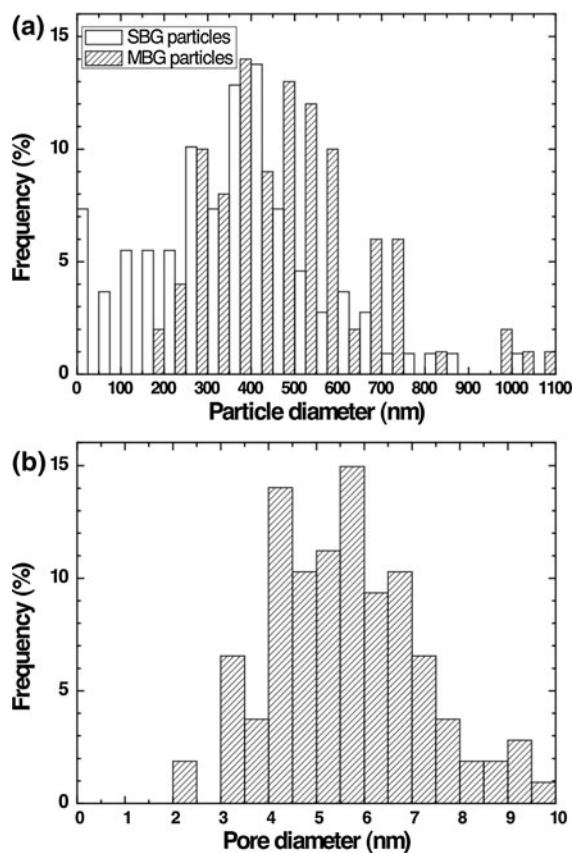 (a)
SBG particles
MBG particles
15
10
5
0
Frequency (%)
0 100 200 300 400 500 600 700 800 900 1000 1100
Particle diameter (nm)
(b)
15
10
5
0
Frequency (%)
0 1 2 3 4 5 6 7 8 9 10
Pore diameter (nm)